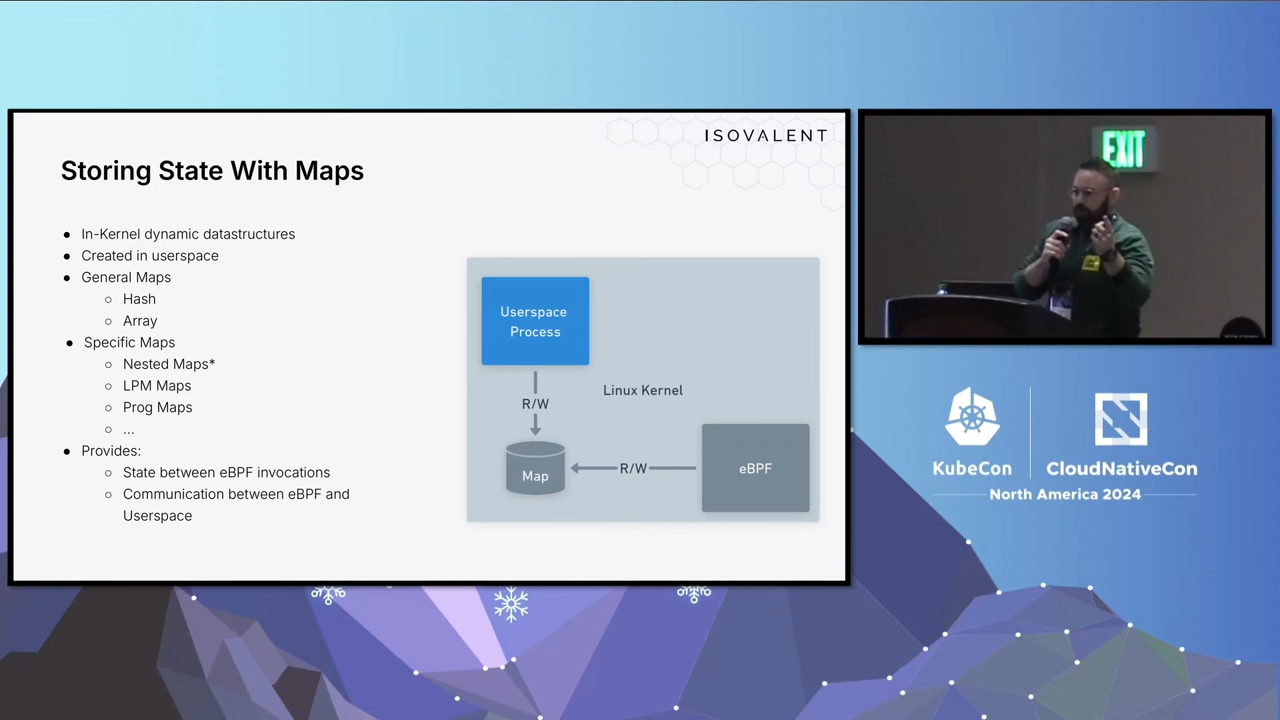 ISOVALENT
Storing State With Maps
● In-Kernel dynamic datastructures
● Created in userspace
● General Maps
○ Hash
○ Array
● Specific Maps
○ Nested Maps*
○ LPM Maps
○ Prog Maps
○ ...
● Provides:
○ State between eBPF invocations
○ Communication between eBPF and
Userspace
Userspace
Process
R/W
Linux Kernel
Map
R/W
eBPF
EXIT
KubeCon
CloudNativeCon
North America 2024